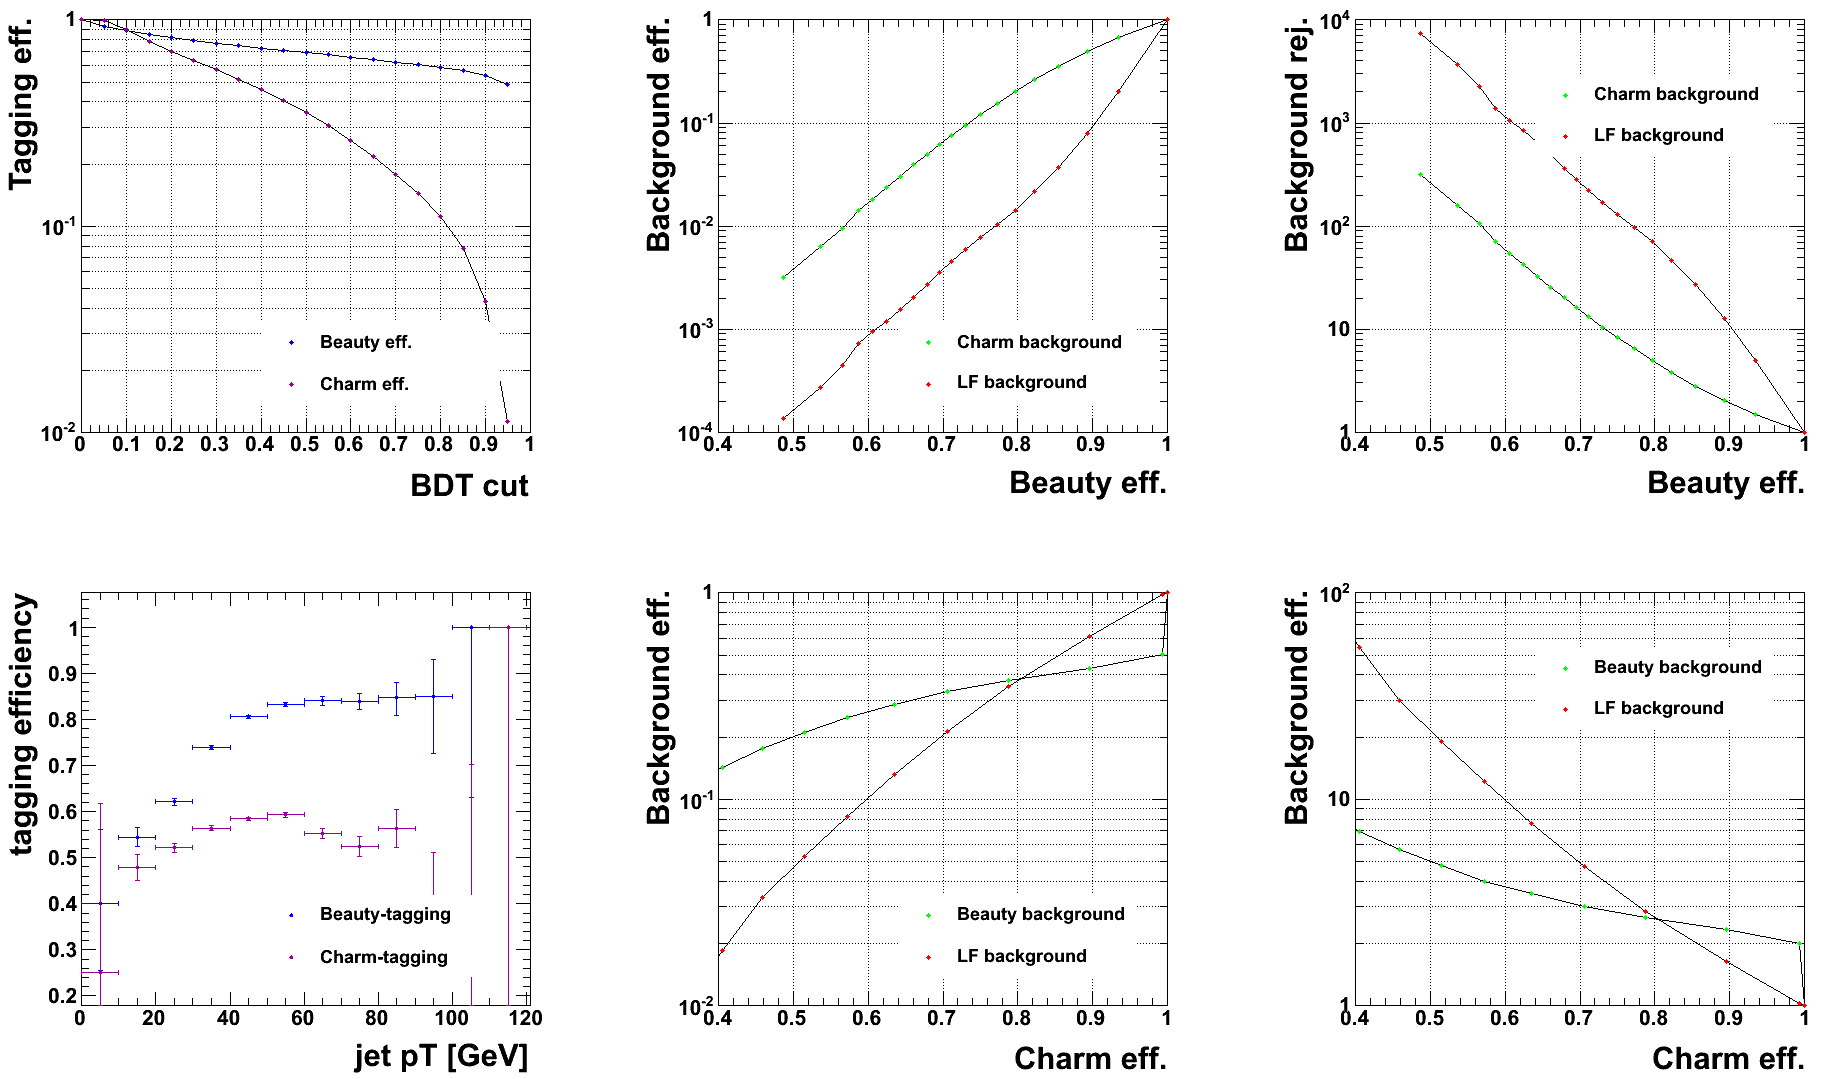 Tagging eff.
1
10-1
10-2
0 0.1 0.2 0.3 0.4 0.5 0.6 0.7 0.8 0.9 1
BDT cut
Beauty eff.
Charm eff.
Background eff.
1
10-1
10-2
10-3
10-4
0.4 0.5 0.6 0.7 0.8 0.9 1
Beauty eff.
Charm background
LF background
Background rej.
104
103
102
10
1
0.4 0.5 0.6 0.7 0.8 0.9 1
Beauty eff.
Charm background
LF background
tagging efficiency
1
0.9
0.8
0.7
0.6
0.5
0.4
0.3
0.2
0 20 40 60 80 100 120
jet pT [GeV]
Beauty-tagging
Charm-tagging
Background eff.
1
10-1
10-2
0.4 0.5 0.6 0.7 0.8 0.9 1
Charm eff.
Beauty background
LF background
Background eff.
102
10
1
0.4 0.5 0.6 0.7 0.8 0.9 1
Charm eff.
Beauty background
LF background